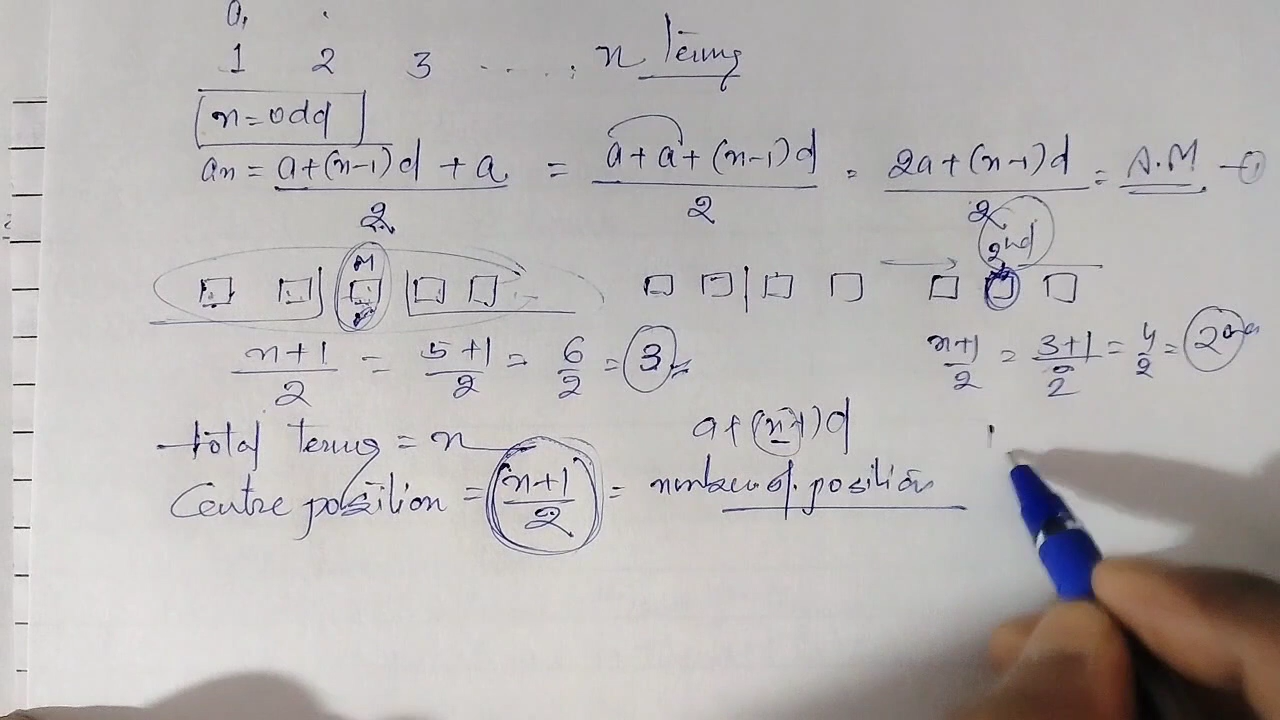 a,
1 2 3 ...., n terms
n=odd
an = a+(n-1)d+a/2 = a+a+(n-1)d/2 = 2a+(n-1)d/2 = A.M -①
M 2nd
n+1/2 = 5+1/2 = 6/2 = 3 n+1/2 = 3+1/2 = 4/2 = 2nd
total terms = n a+(n-1)d
Centre position = (n+1/2) = number of position